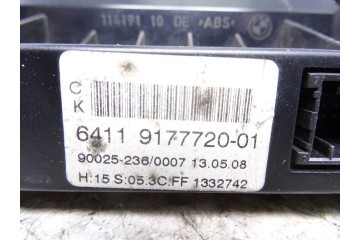 114191 10 DE >ABS<
C
K
6411 9177720-01
90025-236/0007 13.05.08
H:15 S:05.3C.FF 1332742